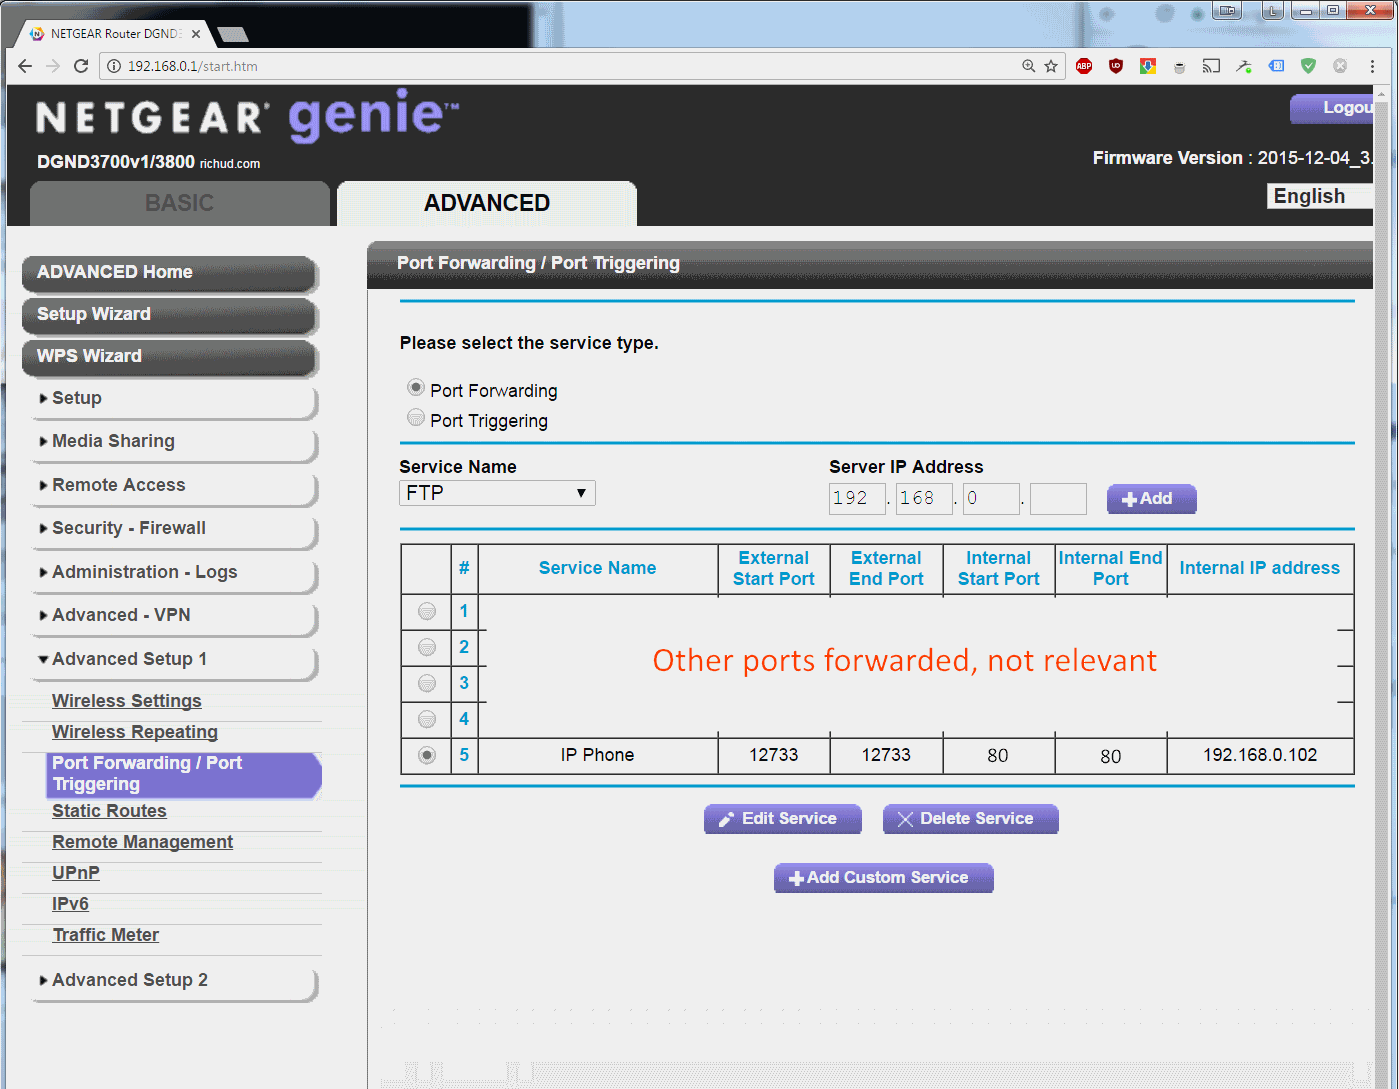 NETGEAR Router DGND3
192.168.0.1/start.htm
ABP
NETGEAR® genie™
Logou
DGND3700v1/3800 richud.com
Firmware Version : 2015-12-04_3.
BASIC
ADVANCED
English
ADVANCED Home
Setup Wizard
WPS Wizard
Setup
Media Sharing
Remote Access
Security - Firewall
Administration - Logs
Advanced - VPN
Advanced Setup 1
Wireless Settings
Wireless Repeating
Port Forwarding / Port
Triggering
Static Routes
Remote Management
UPnP
IPv6
Traffic Meter
Advanced Setup 2
Port Forwarding / Port Triggering
Please select the service type.
Port Forwarding
Port Triggering
Service Name
Server IP Address
FTP
192 . 168 . 0 .
Add
# Service Name External Start Port External End Port Internal Start Port Internal End Port Internal IP address
1
2
Other ports forwarded, not relevant
3
4
5 IP Phone 12733 12733 80 80 192.168.0.102
Edit Service
Delete Service
Add Custom Service